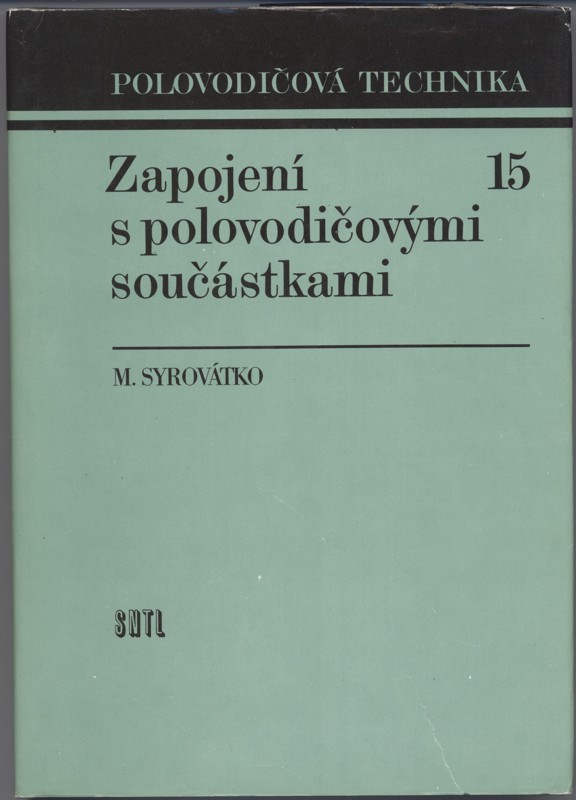 POLOVODIČOVÁ TECHNIKA
Zapojení 15
s polovodičovými
součástkami
M. SYROVÁTKO
SNTL